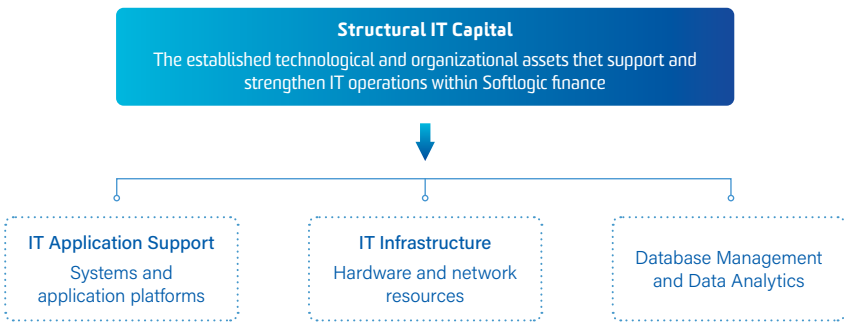 Structural IT Capital
The established technological and organizational assets thet support and
strengthen IT operations within Softlogic finance
IT Application Support
Systems and
application platforms
IT Infrastructure
Hardware and network
resources
Database Management
and Data Analytics